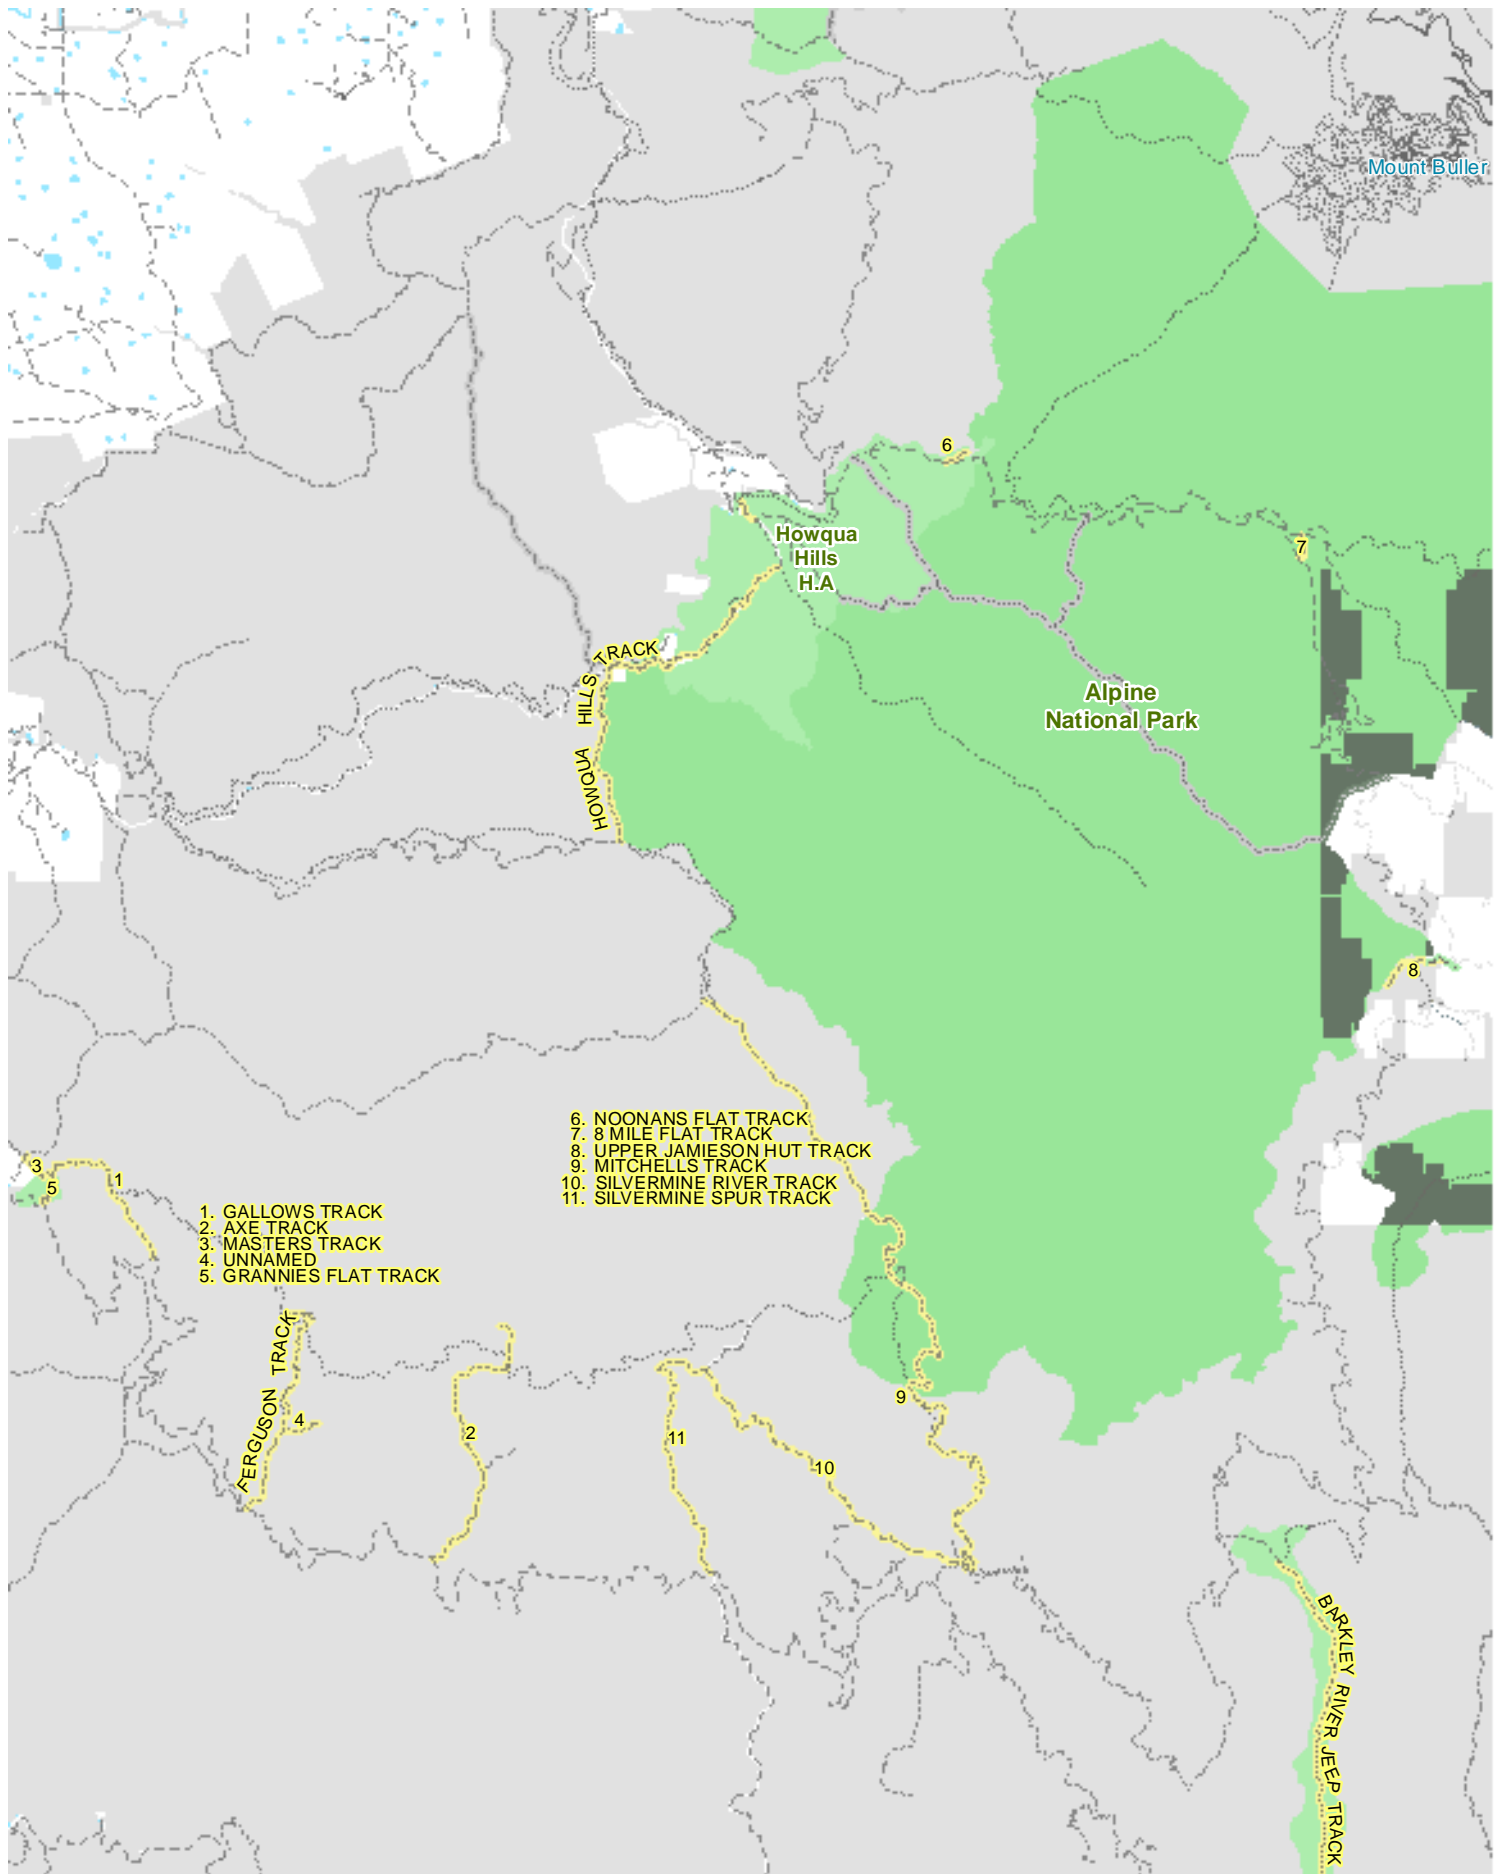 Mount Buller
6
Howqua
Hills
H.A
7
HOWQUA HILLS TRACK
Alpine
National Park
8
6. NOONANS FLAT TRACK
7. 8 MILE FLAT TRACK
8. UPPER JAMIESON HUT TRACK
9. MITCHELLS TRACK
10. SILVERMINE RIVER TRACK
11. SILVERMINE SPUR TRACK
3
1
5
1. GALLOWS TRACK
2. AXE TRACK
3. MASTERS TRACK
4. UNNAMED
5. GRANNIES FLAT TRACK
FERGUSON TRACK
9
4
2
11
10
BARKLEY RIVER JEEP TRACK